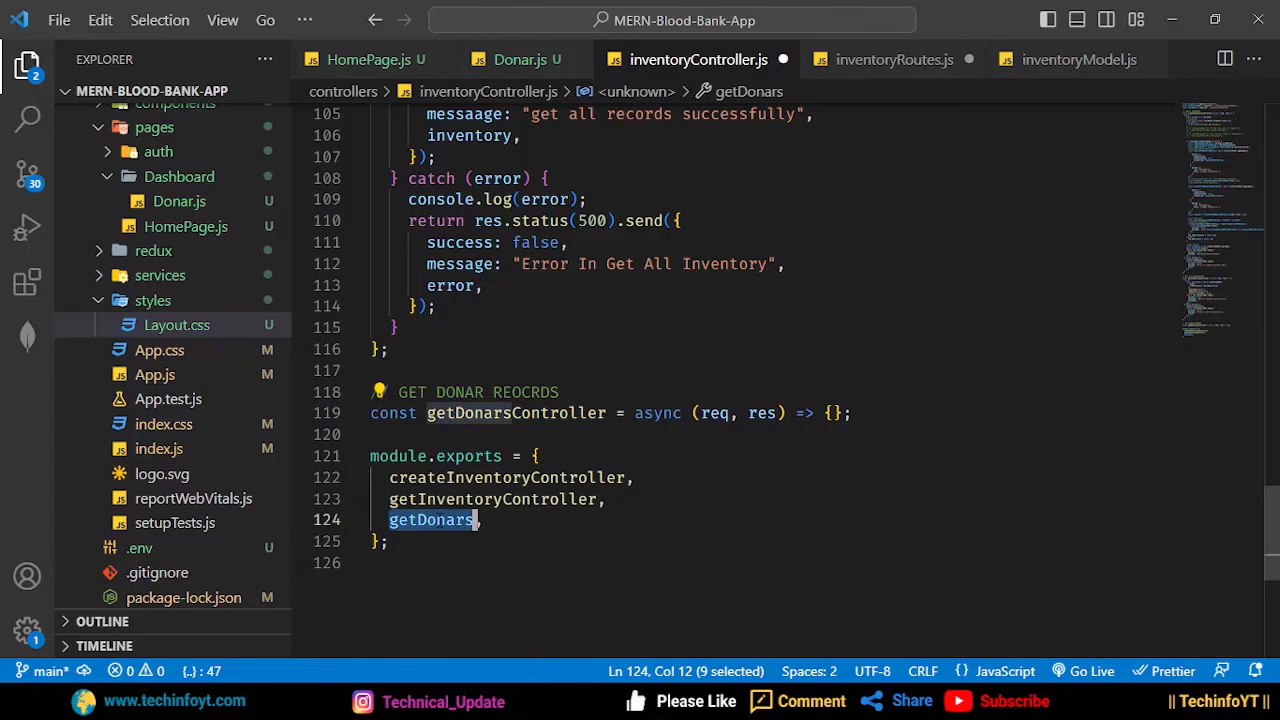 File Edit Selection View Go ··· MERN-Blood-Bank-App
EXPLORER ···
MERN-BLOOD-BANK-APP
components
pages
auth
Dashboard
Donar.js U
HomePage.js U
redux
services
styles
Layout.css U
App.css M
App.js M
App.test.js
index.css M
index.js M
logo.svg
reportWebVitals.js
setupTests.js
.env U
.gitignore
package-lock.json M
OUTLINE
TIMELINE
2
30
1
HomePage.js U Donar.js U inventoryController.js inventoryRoutes.js inventoryModel.js ···
controllers > inventoryController.js > <unknown> > getDonars
105 messaage: "get all records successfully",
106 inventory,
107 });
108 } catch (error) {
109 console.log(error);
110 return res.status(500).send({
111 success: false,
112 message: "Error In Get All Inventory",
113 error,
114 });
115 }
116 };
117
118 GET DONAR REOCRDS
119 const getDonarsController = async (req, res) => {};
120
121 module.exports = {
122 createInventoryController,
123 getInventoryController,
124 getDonars,
125 };
126
main* 0 0 {..} : 47 Ln 124, Col 12 (9 selected) Spaces: 2 UTF-8 CRLF {} JavaScript Go Live Prettier
www.techinfoyt.com Technical_Update Please Like Comment Share Subscribe || TechinfoYT ||